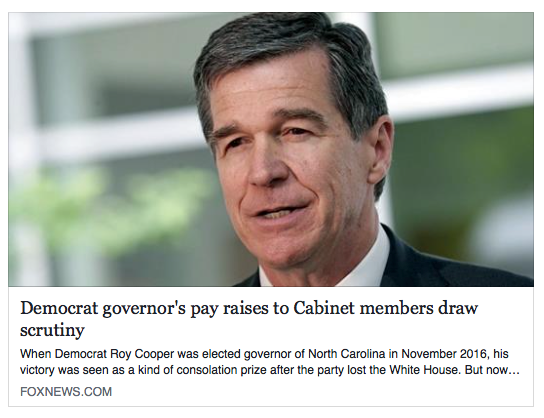 Democrat governor's pay raises to Cabinet members draw
scrutiny
When Democrat Roy Cooper was elected governor of North Carolina in November 2016, his
victory was seen as a kind of consolation prize after the party lost the White House. But now…
FOXNEWS.COM